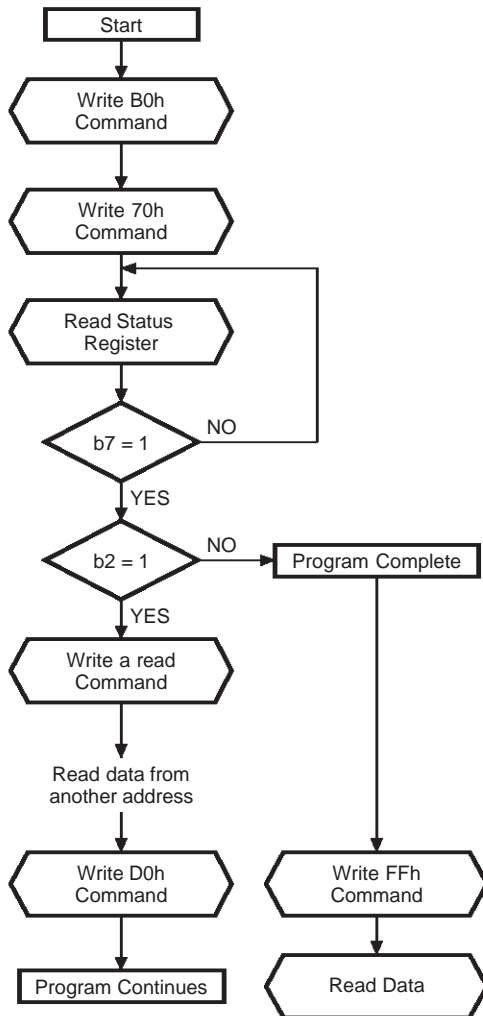 Start
Write B0h
Command
Write 70h
Command
Read Status
Register
b7 = 1
NO
YES
b2 = 1
NO
Program Complete
YES
Write a read
Command
Read data from
another address
Write D0h
Command
Write FFh
Command
Program Continues
Read Data